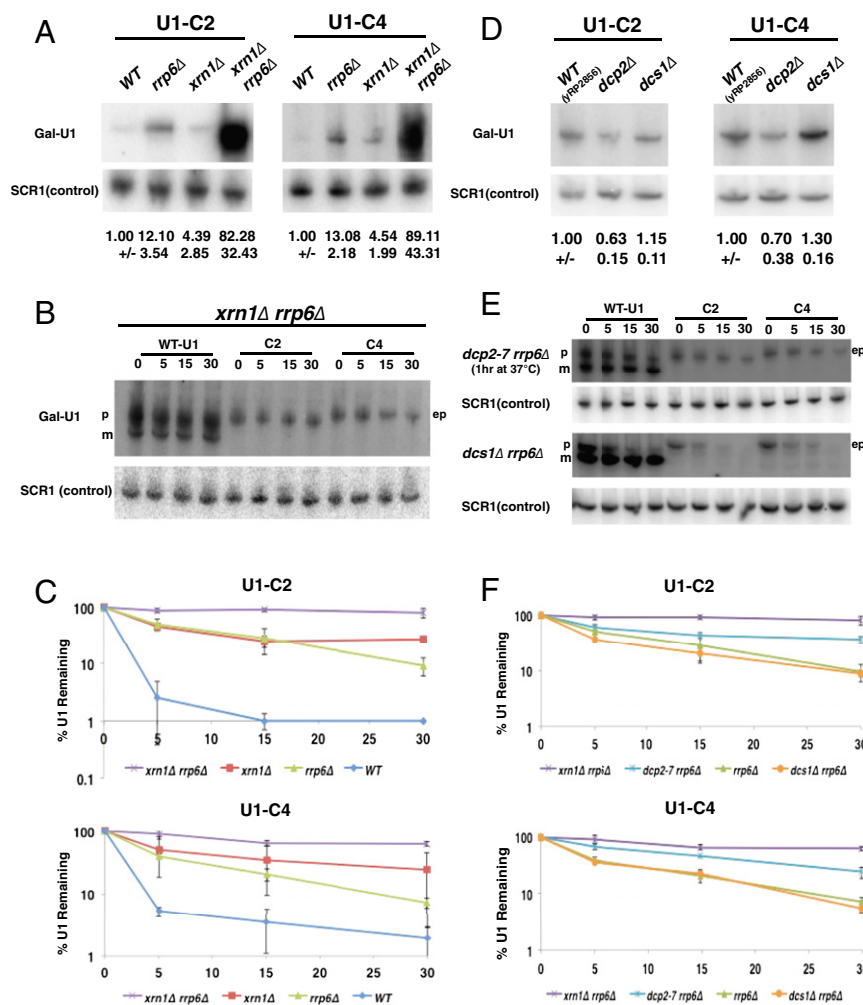 A
U1-C2
U1-C4
WT
rrp6Δ
xrn1Δ
xrn1Δ rrp6Δ
WT
rrp6Δ
xrn1Δ
xrn1Δ rrp6Δ
Gal-U1
SCR1(control)
1.00 12.10 4.39 82.28
+/- 3.54 2.85 32.43
1.00 13.08 4.54 89.11
+/- 2.18 1.99 43.31
D
U1-C2
U1-C4
WT (yRP2856)
dcp2Δ
dcs1Δ
WT (yRP2856)
dcp2Δ
dcs1Δ
Gal-U1
SCR1(control)
1.00 0.63 1.15
+/- 0.15 0.11
1.00 0.70 1.30
+/- 0.38 0.16
B
xrn1Δ rrp6Δ
WT-U1 C2 C4
0 5 15 30 0 5 15 30 0 5 15 30
Gal-U1
p
m
ep
SCR1 (control)
E
WT-U1 C2 C4
0 5 15 30 0 5 15 30 0 5 15 30
dcp2-7 rrp6Δ
(1hr at 37°C)
p
m
ep
SCR1(control)
dcs1Δ rrp6Δ
p
m
ep
SCR1(control)
C
U1-C2
% U1 Remaining
100
10
1
0.1
0 5 10 15 20 25 30
xrn1Δ rrp6Δ xrn1Δ rrp6Δ WT
U1-C4
% U1 Remaining
100
10
1
0 5 10 15 20 25 30
xrn1Δ rrp6Δ xrn1Δ rrp6Δ WT
F
U1-C2
% U1 Remaining
100
10
1
0 5 10 15 20 25 30
xrn1Δ rrpiΔ dcp2-7 rrp6Δ rrp6Δ dcs1Δ rrp6Δ
U1-C4
% U1 Remaining
100
10
1
0 5 10 15 20 25 30
xrn1Δ rrp6Δ dcp2-7 rrp6Δ rrp6Δ dcs1Δ rrp6Δ